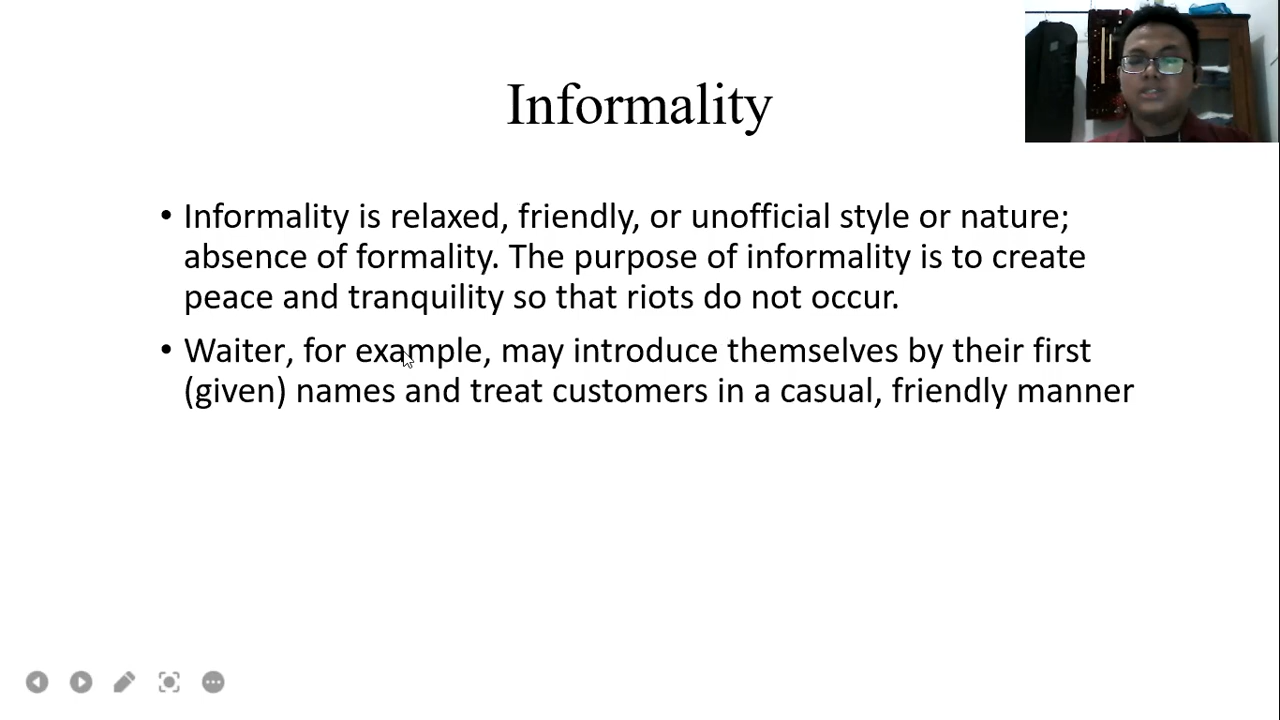 Informality
• Informality is relaxed, friendly, or unofficial style or nature;
absence of formality. The purpose of informality is to create
peace and tranquility so that riots do not occur.
• Waiter, for example, may introduce themselves by their first
(given) names and treat customers in a casual, friendly manner